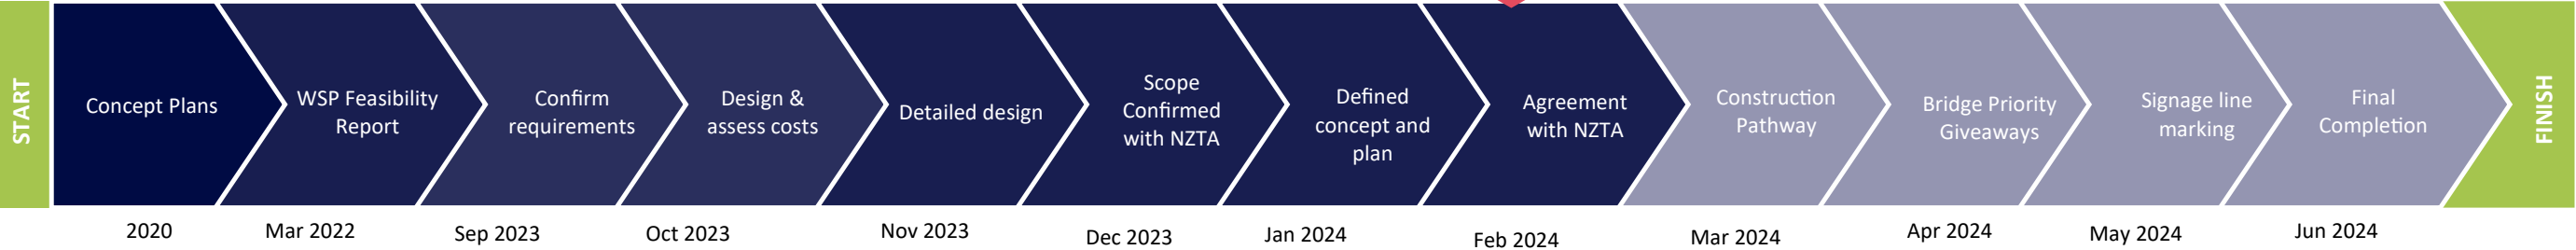 START
Concept Plans
WSP Feasibility
Report
Confirm
requirements
Design &
assess costs
Detailed design
Scope
Confirmed
with NZTA
Defined
concept and
plan
Agreement
with NZTA
Construction
Pathway
Bridge Priority
Giveaways
Signage line
marking
Final
Completion
FINISH
2020
Mar 2022
Sep 2023
Oct 2023
Nov 2023
Dec 2023
Jan 2024
Feb 2024
Mar 2024
Apr 2024
May 2024
Jun 2024